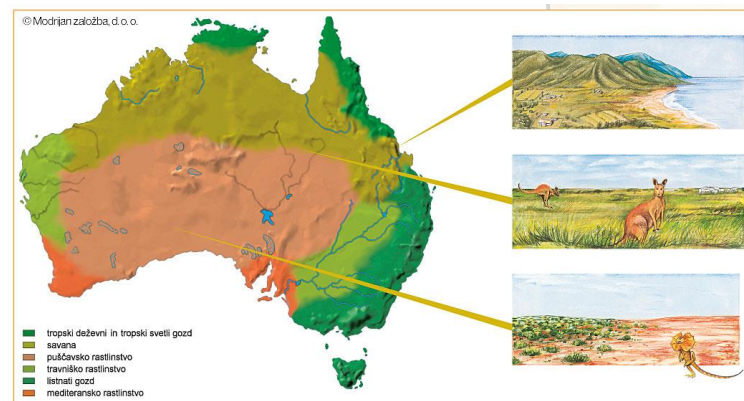 © Modrijan založba, d. o. o.
tropski deževni in tropski svetli gozd
savana
puščavsko rastlinstvo
travniško rastlinstvo
listnati gozd
mediteransko rastlinstvo